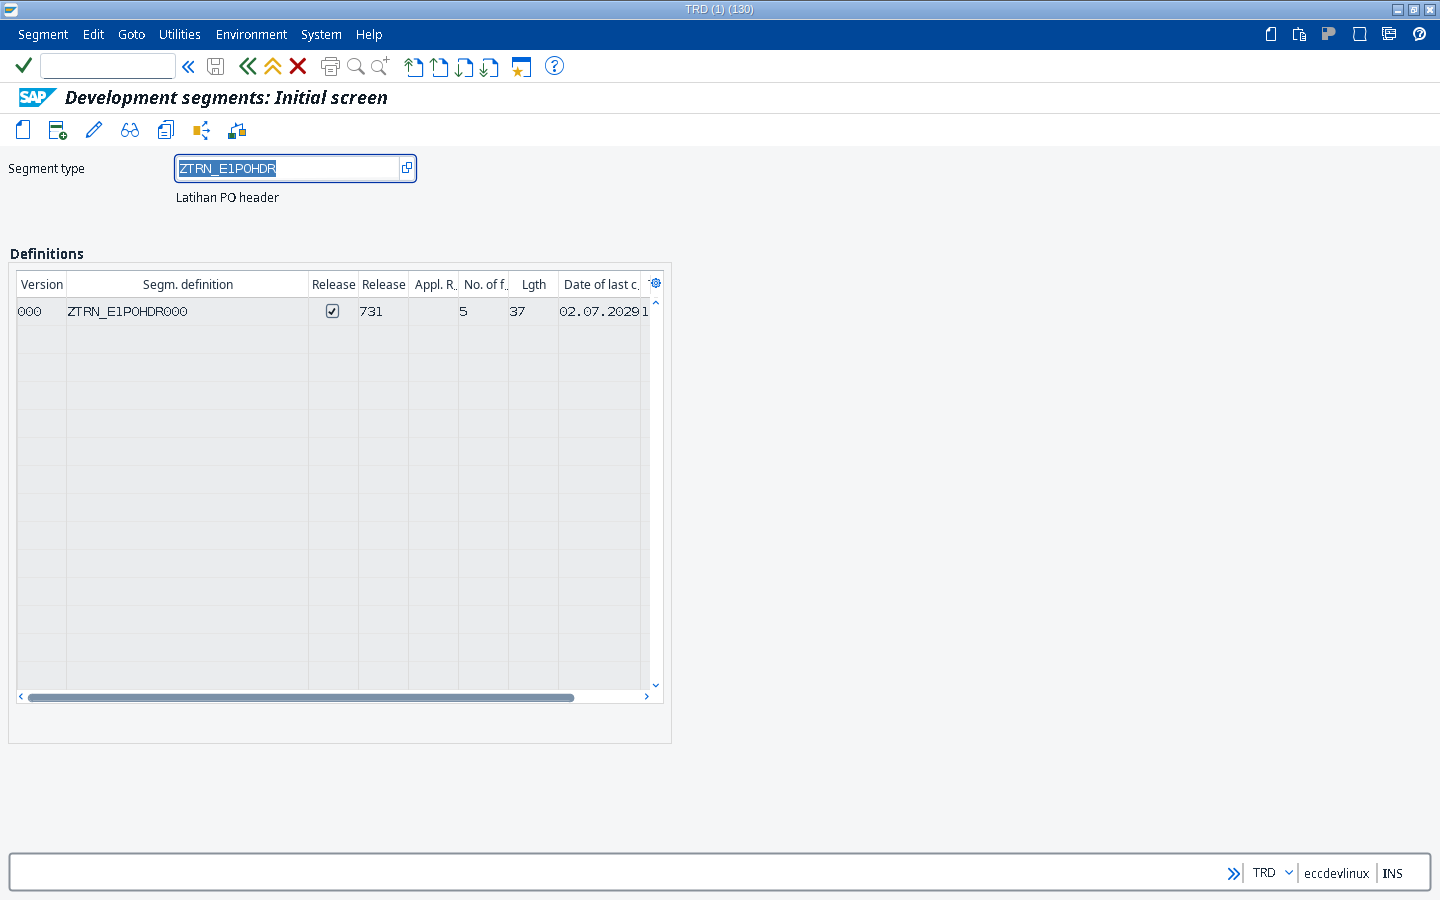 TRD (1) (130)
Segment Edit Goto Utilities Environment System Help
SAP Development segments: Initial screen
Segment type ZTRN_E1POHDR
Latihan PO header
Definitions
Version Segm. definition Release Release Appl. R.. No. of f.. Lgth Date of last c..
000 ZTRN_E1POHDR000 731 5 37 02.07.2029 1
TRD eccdevlinux INS